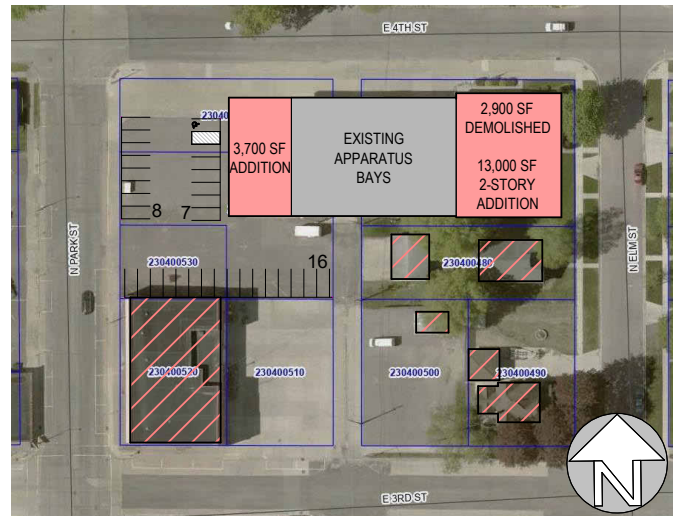 E 4TH ST
2,900 SF
DEMOLISHED
13,000 SF
2-STORY
ADDITION
EXISTING
APPARATUS
BAYS
3,700 SF
ADDITION
23040
8
7
16
230400530
230400480
N PARK ST
N ELM ST
230400520
230400510
230400500
230400490
E 3RD ST
N